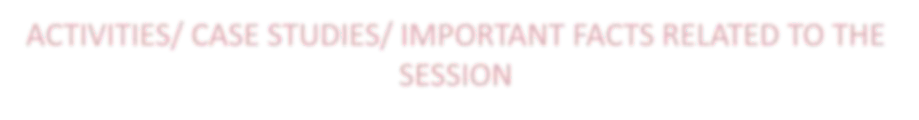 ACTIVITIES/ CASE STUDIES/ IMPORTANT FACTS RELATED TO THE
SESSION